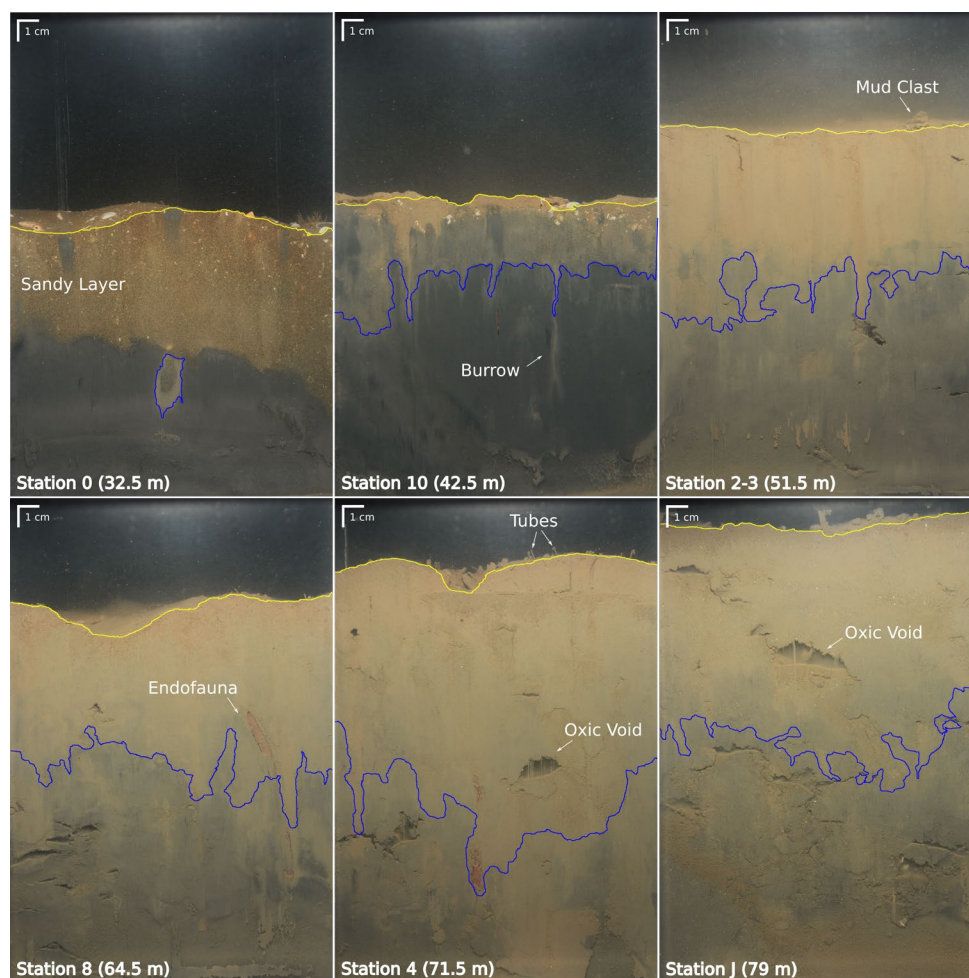 1 cm
1 cm
1 cm
Mud Clast
Sandy Layer
Burrow
Station 0 (32.5 m)
Station 10 (42.5 m)
Station 2-3 (51.5 m)
1 cm
1 cm
1 cm
Tubes
Oxic Void
Endofauna
Oxic Void
Station 8 (64.5 m)
Station 4 (71.5 m)
Station J (79 m)